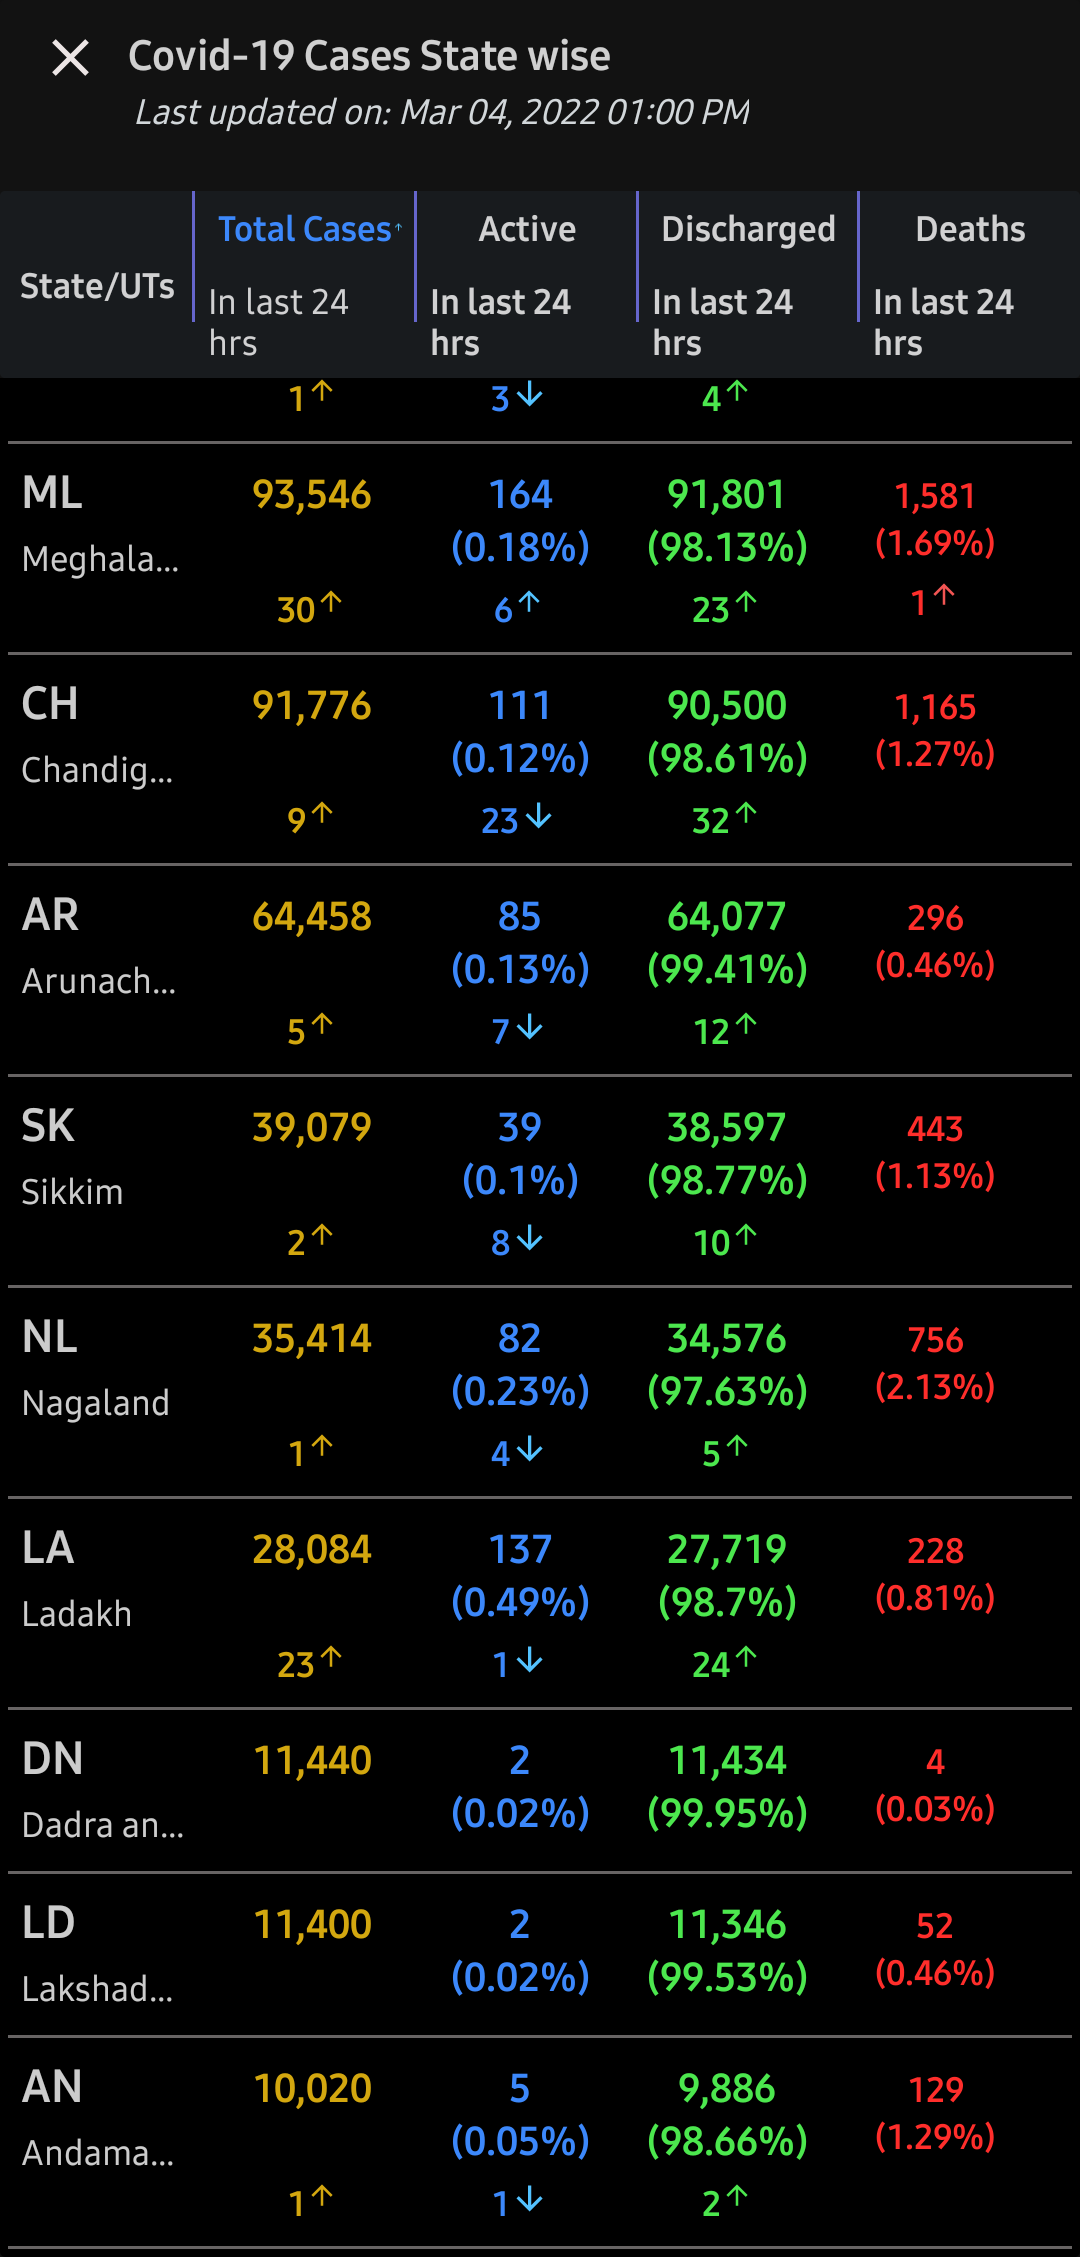 Covid-19 Cases State wise
Last updated on: Mar 04, 2022 01:00 PM
State/UTs Total Cases↑ Active Discharged Deaths
In last 24 hrs In last 24 hrs In last 24 hrs In last 24 hrs
1↑ 3↓ 4↑
ML 93,546 164 91,801 1,581
(0.18%) (98.13%) (1.69%)
Meghala...
30↑ 6↑ 23↑ 1↑
CH 91,776 111 90,500 1,165
(0.12%) (98.61%) (1.27%)
Chandig...
9↑ 23↓ 32↑
AR 64,458 85 64,077 296
(0.13%) (99.41%) (0.46%)
Arunach...
5↑ 7↓ 12↑
SK 39,079 39 38,597 443
(0.1%) (98.77%) (1.13%)
Sikkim
2↑ 8↓ 10↑
NL 35,414 82 34,576 756
(0.23%) (97.63%) (2.13%)
Nagaland
1↑ 4↓ 5↑
LA 28,084 137 27,719 228
(0.49%) (98.7%) (0.81%)
Ladakh
23↑ 1↓ 24↑
DN 11,440 2 11,434 4
(0.02%) (99.95%) (0.03%)
Dadra an...
LD 11,400 2 11,346 52
(0.02%) (99.53%) (0.46%)
Lakshad...
AN 10,020 5 9,886 129
(0.05%) (98.66%) (1.29%)
Andama...
1↑ 1↓ 2↑